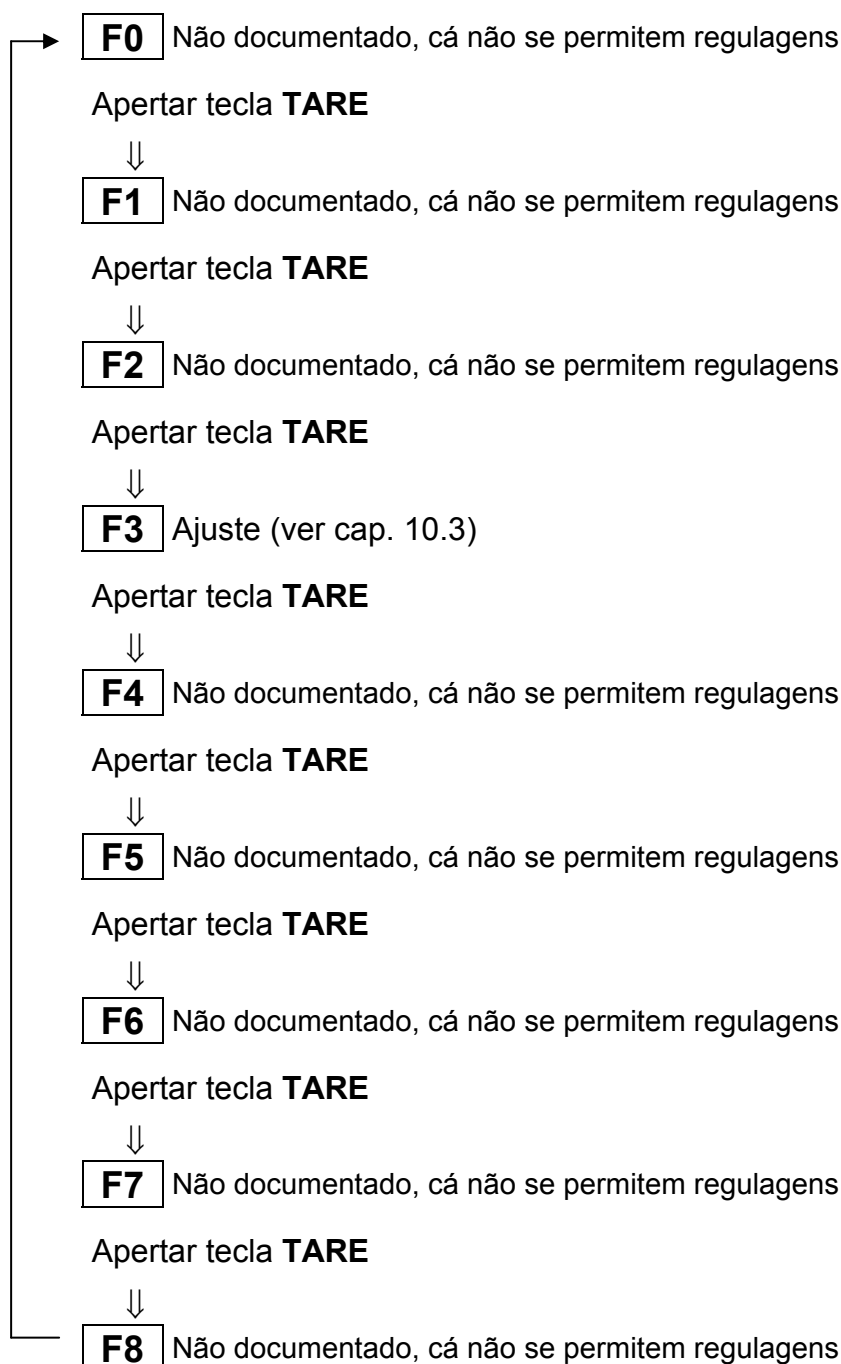 F0 Não documentado, cá não se permitem regulagens
Apertar tecla TARE
⇓
F1 Não documentado, cá não se permitem regulagens
Apertar tecla TARE
⇓
F2 Não documentado, cá não se permitem regulagens
Apertar tecla TARE
⇓
F3 Ajuste (ver cap. 10.3)
Apertar tecla TARE
⇓
F4 Não documentado, cá não se permitem regulagens
Apertar tecla TARE
⇓
F5 Não documentado, cá não se permitem regulagens
Apertar tecla TARE
⇓
F6 Não documentado, cá não se permitem regulagens
Apertar tecla TARE
⇓
F7 Não documentado, cá não se permitem regulagens
Apertar tecla TARE
⇓
F8 Não documentado, cá não se permitem regulagens